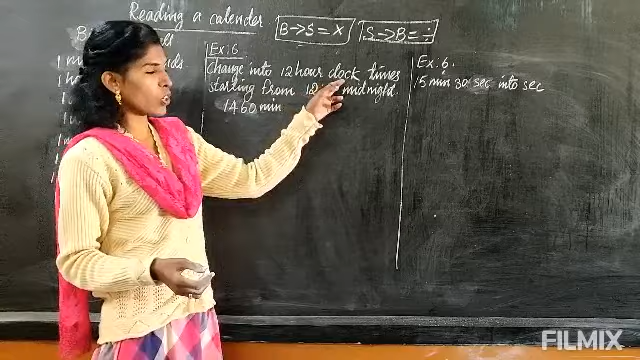 Reading a calender
B→S = X
S→B = ÷
Ex: 6.
Change into 12 hour clock times
starting from 12 midnight.
1460 min
Ex: 6.
15 min 30 sec into sec
FILMIX